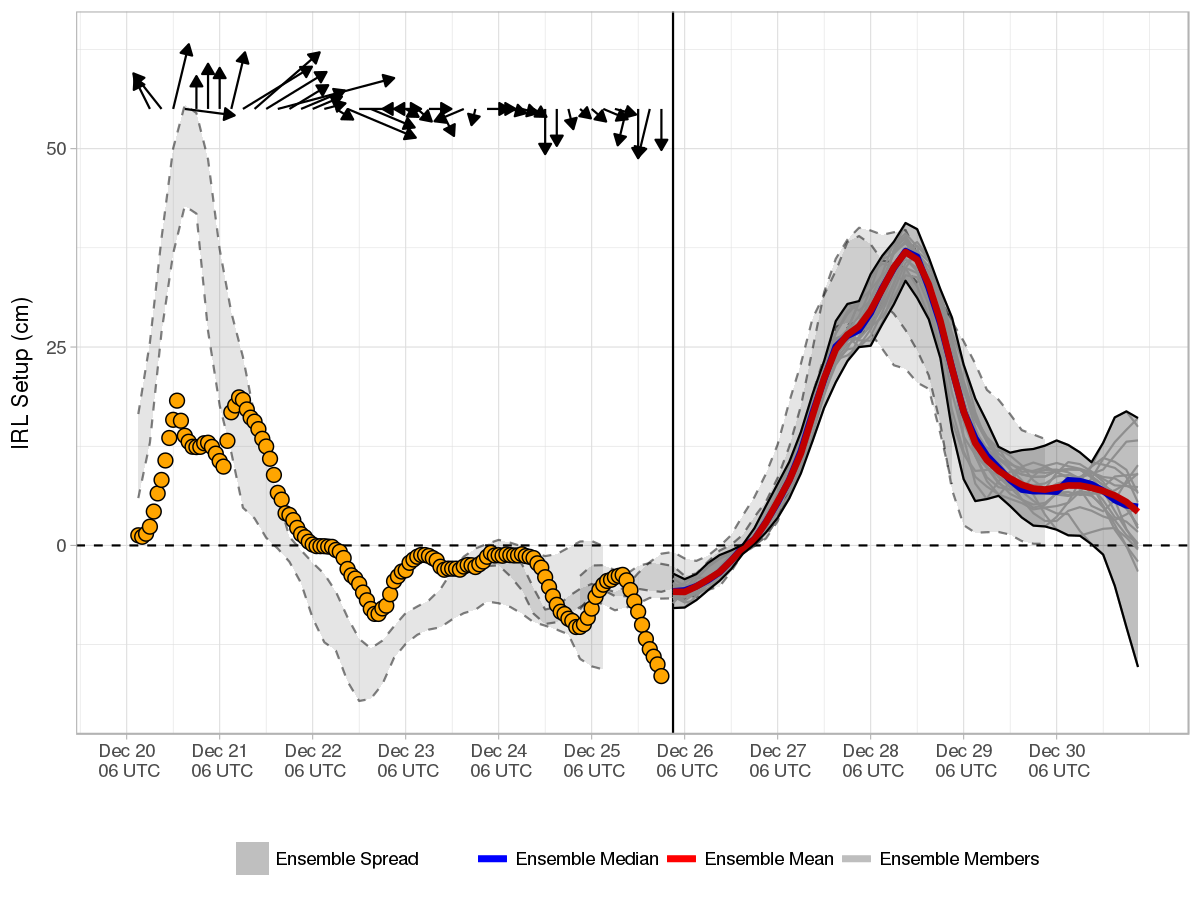 IRL Setup (cm)
50
25
0
Dec 20 Dec 21 Dec 22 Dec 23 Dec 24 Dec 25 Dec 26 Dec 27 Dec 28 Dec 29 Dec 30
06 UTC 06 UTC 06 UTC 06 UTC 06 UTC 06 UTC 06 UTC 06 UTC 06 UTC 06 UTC 06 UTC
Ensemble Spread Ensemble Median Ensemble Mean Ensemble Members